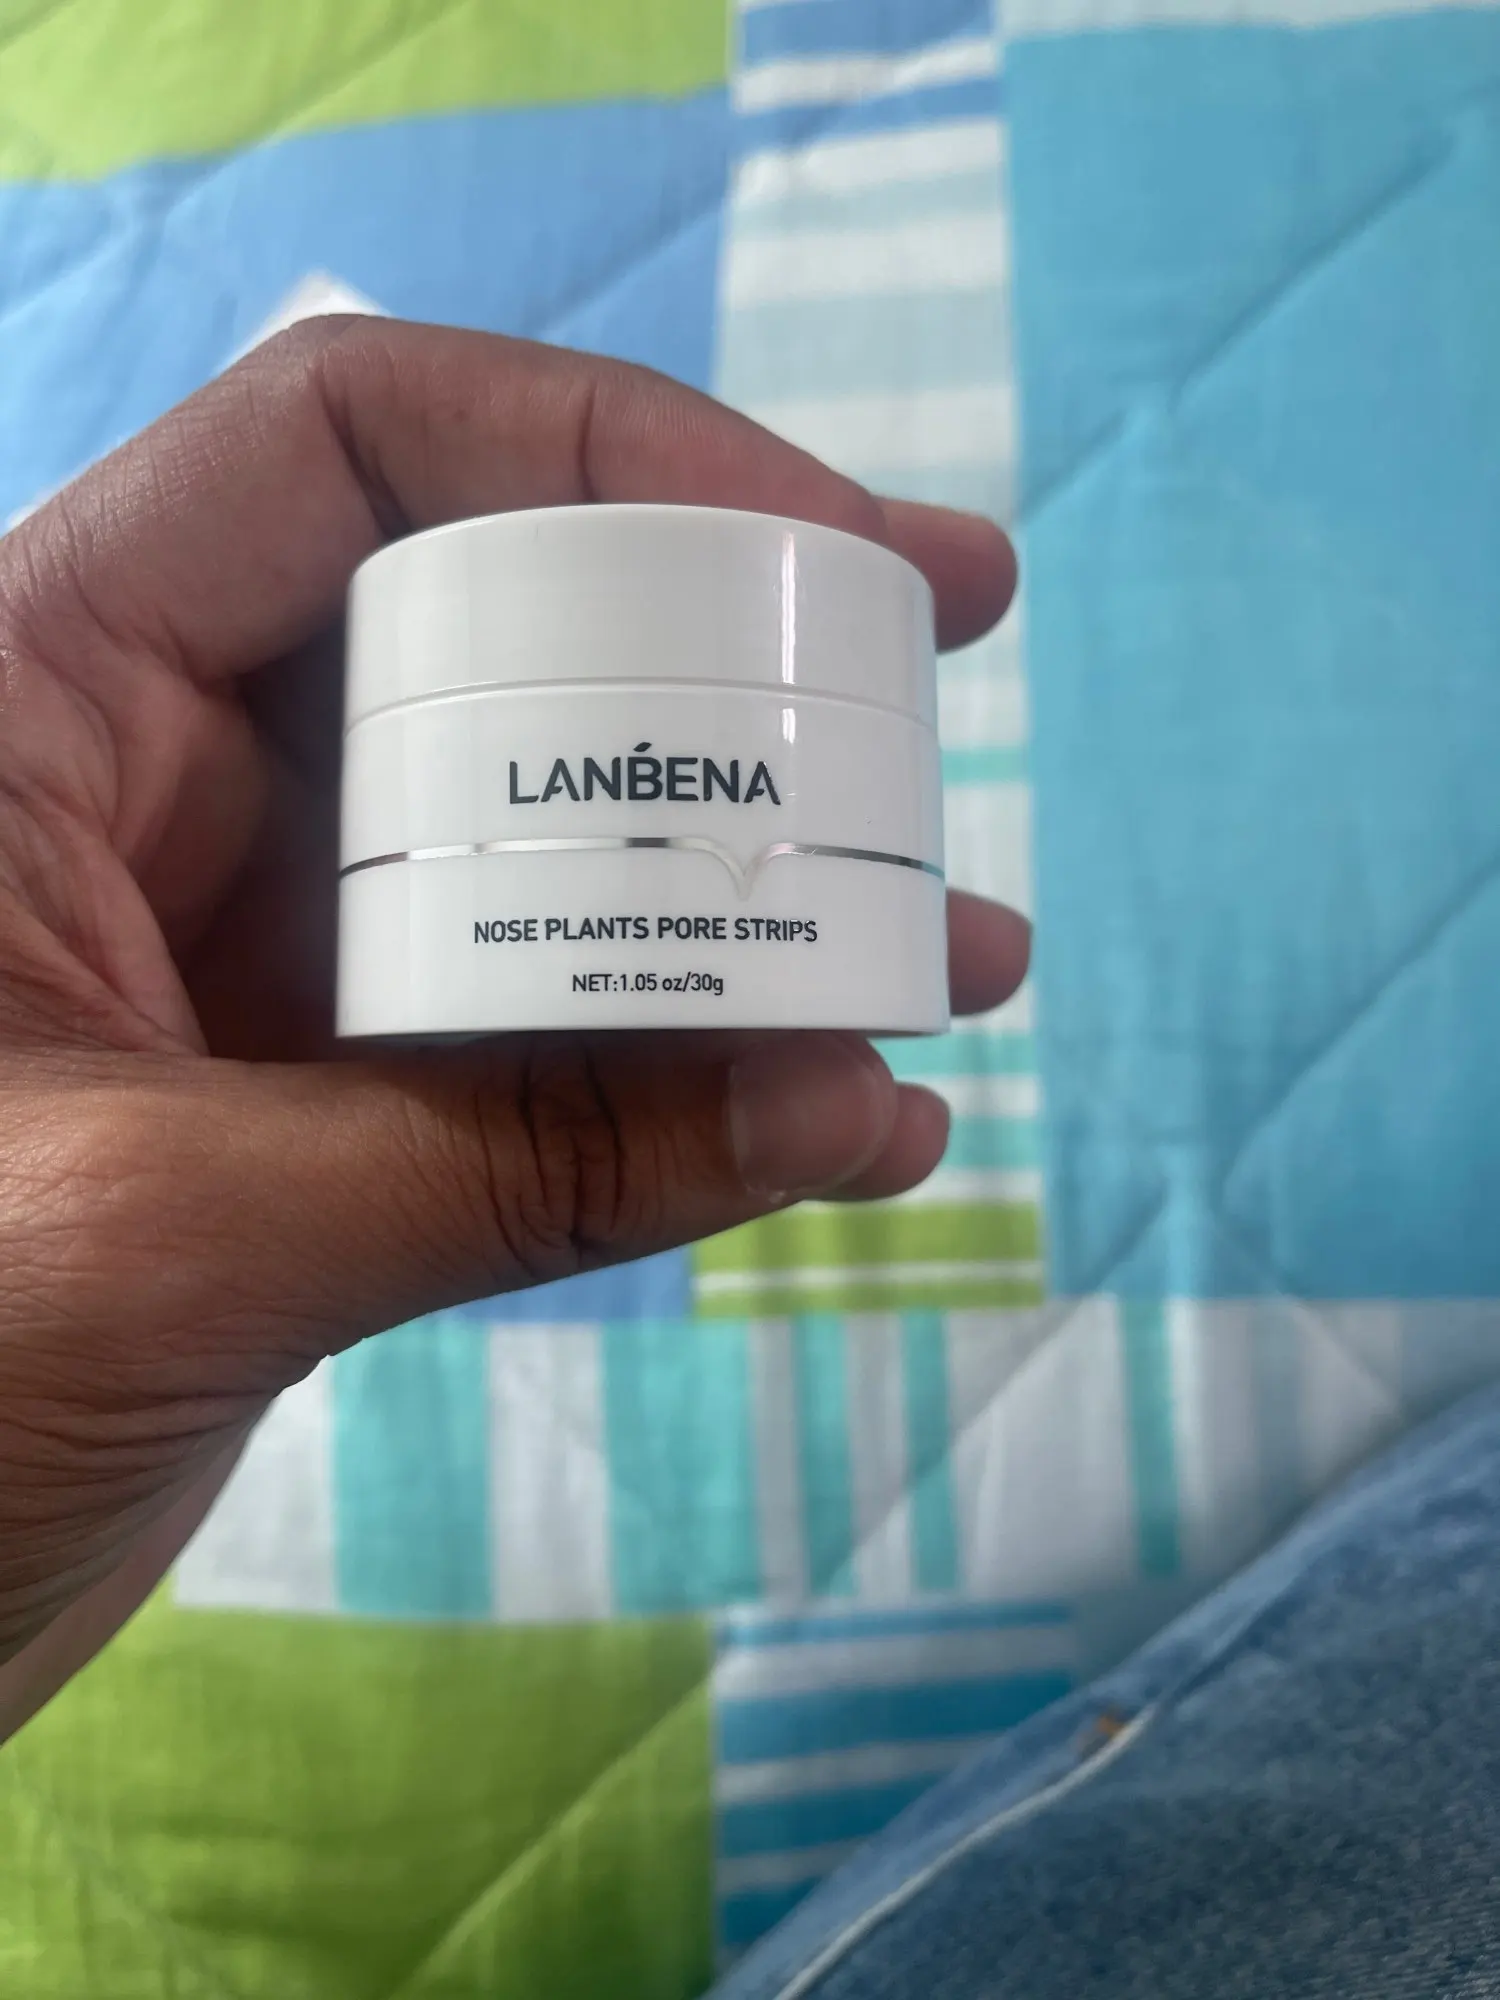 LANBENA
NOSE PLANTS PORE STRIPS
NET:1.05 oz/30g